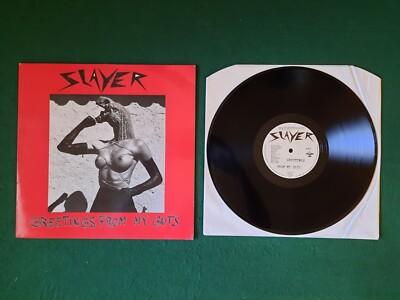 SLAYER
GREETINGS FROM MY GUTS
SLAYER
GREETINGS
FROM MY GUTS